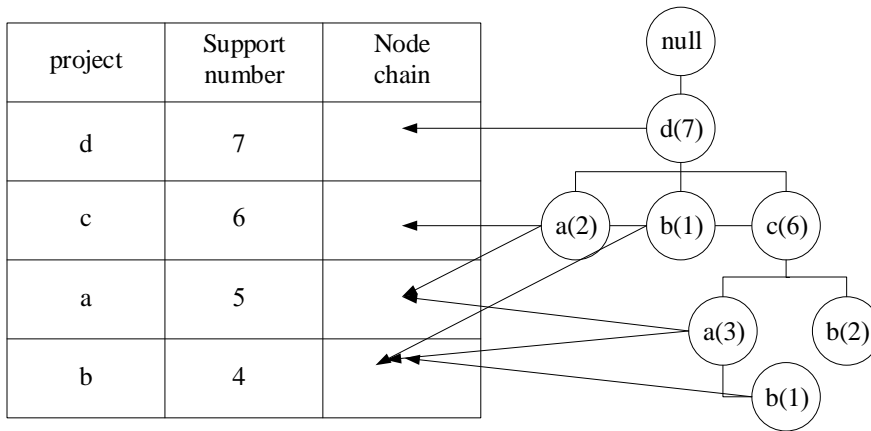 project Support number Node chain
d 7
c 6
a 5
b 4
null
d(7)
a(2) b(1) c(6)
a(3) b(2)
b(1)